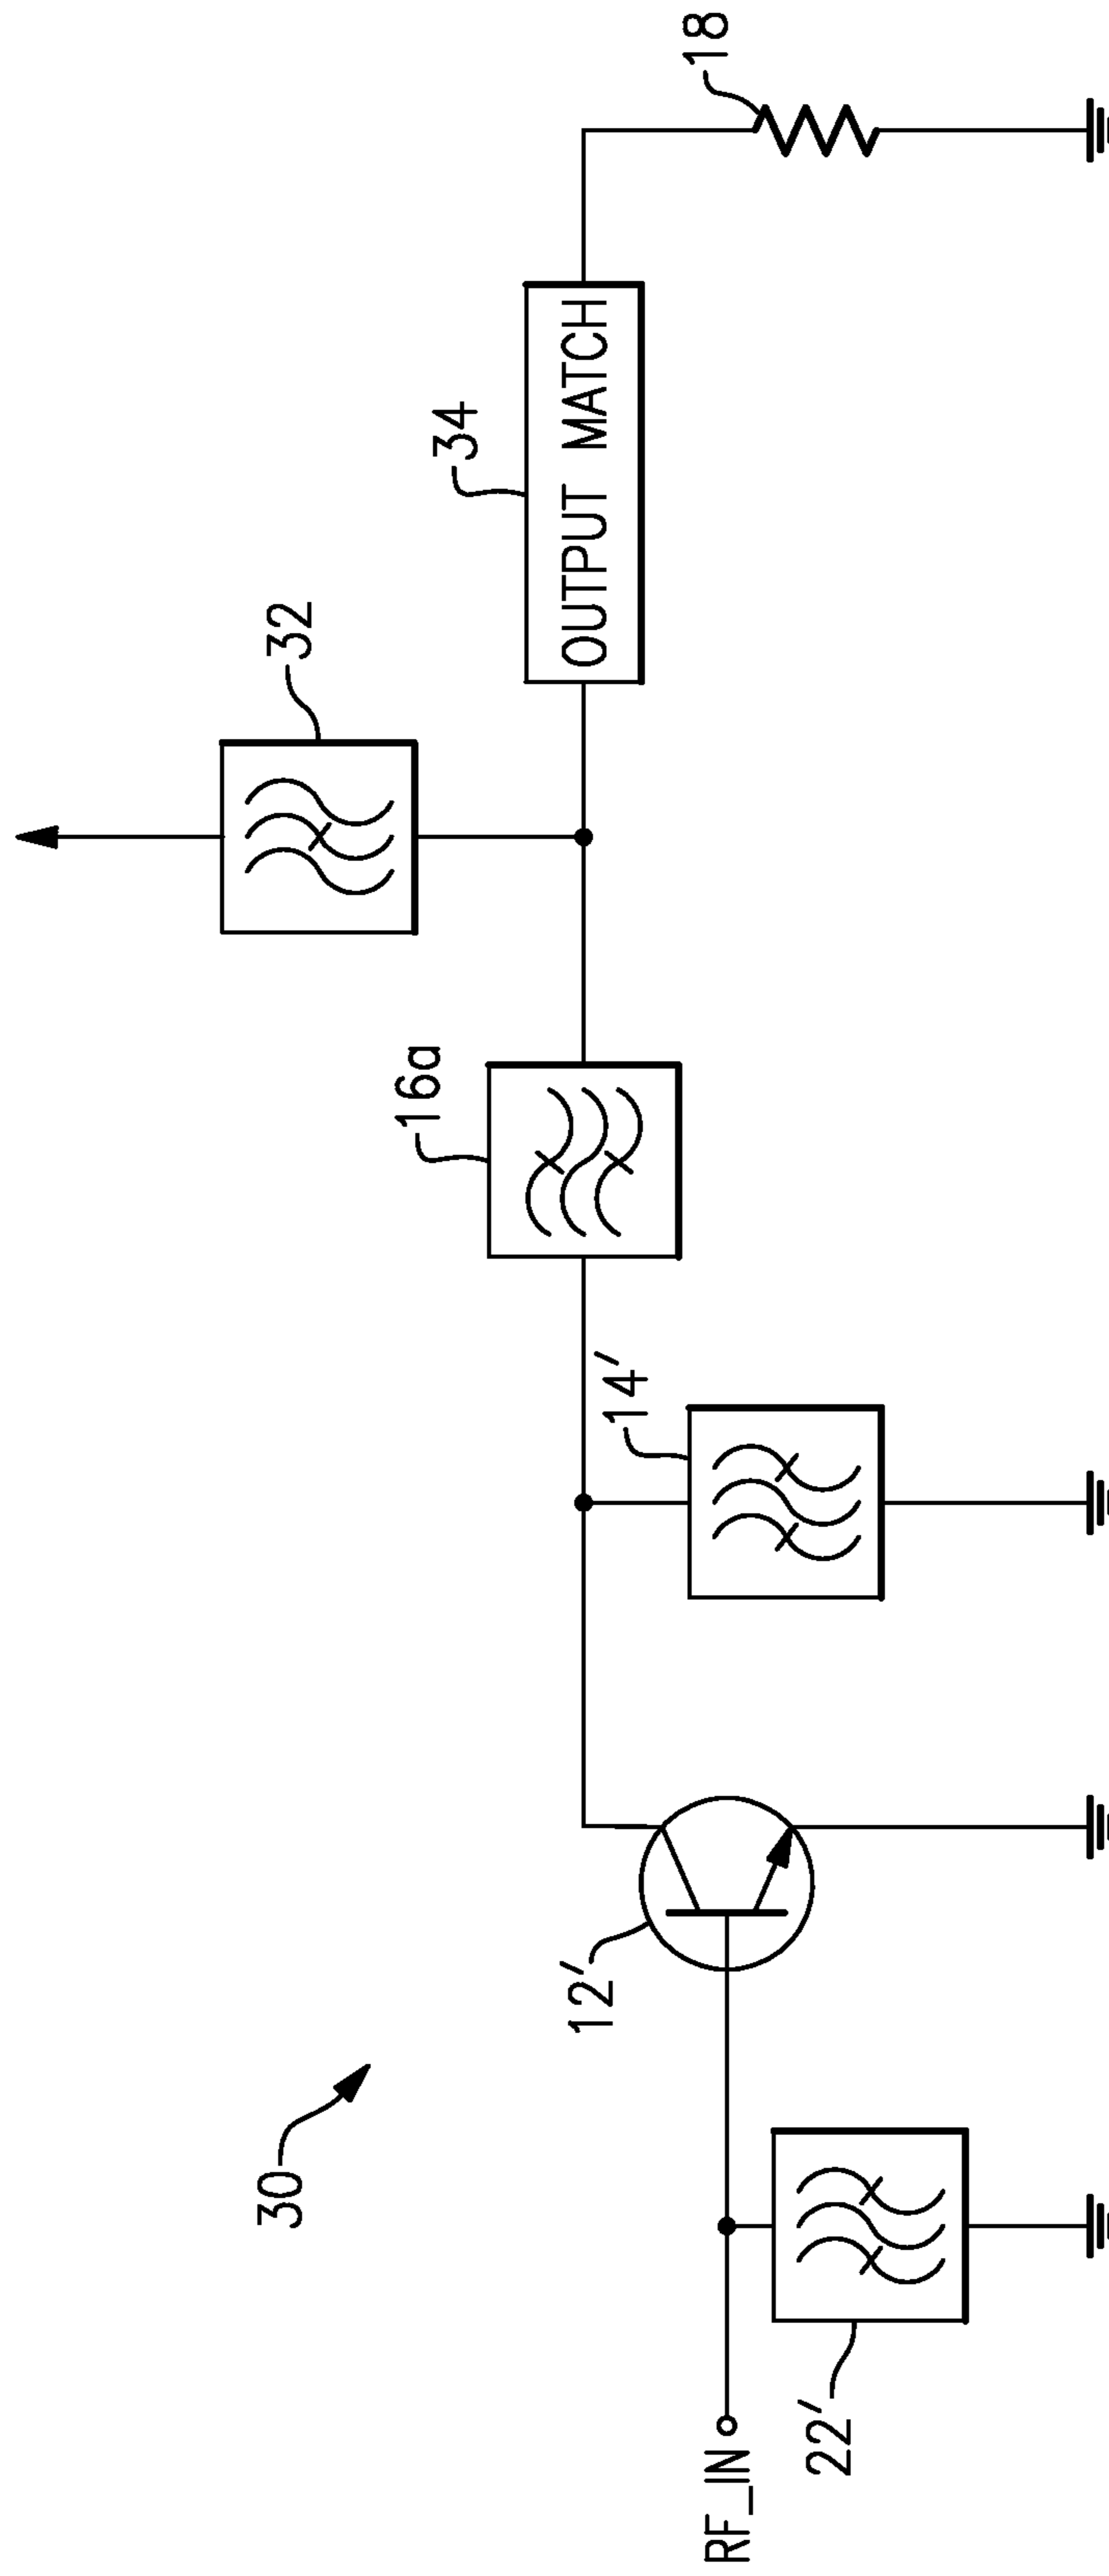 30
RF_IN
22'
12'
14'
16a
32
34
OUTPUT MATCH
18